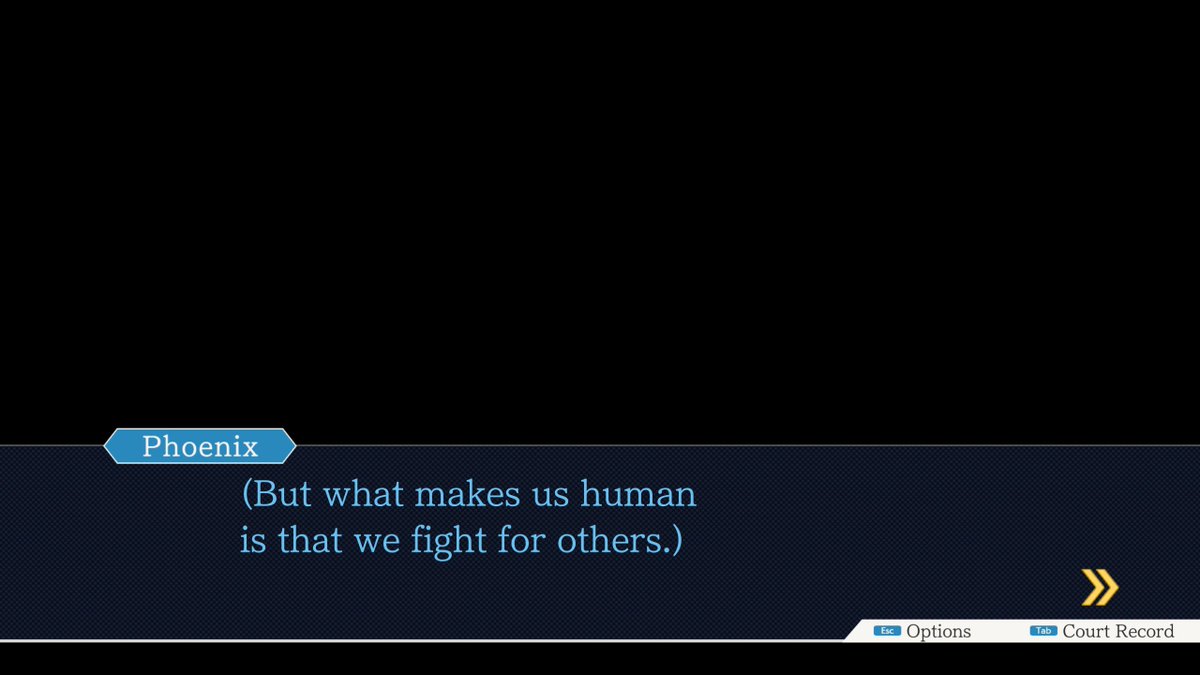 Phoenix
(But what makes us human
is that we fight for others.)
Esc Options Tab Court Record